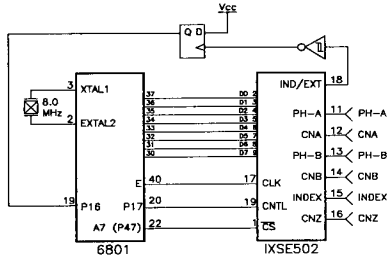 Vcc
Q D
18
IND/EXT
3 XTAL1
8.0 MHz
2 EXTAL2
37 D0 2
36 D1 3
35 D2 4
34 D3 5
33 D4 6
32 D5 7
31 D6 8
30 D7 9
PH-A 11 PH-A
CNA 12 CNA
PH-B 13 PH-B
CNB 14 CNB
INDEX 15 INDEX
CNZ 16 CNZ
E 40 17 CLK
19 P16 P17 20 19 CNTL
A7 (P47) 22 1 CS
6801 IXSE502